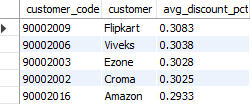 customer_code customer avg_discount_pct
90002009 Flipkart 0.3083
90002006 Viveks 0.3038
90002003 Ezone 0.3028
90002002 Croma 0.3025
90002016 Amazon 0.2933